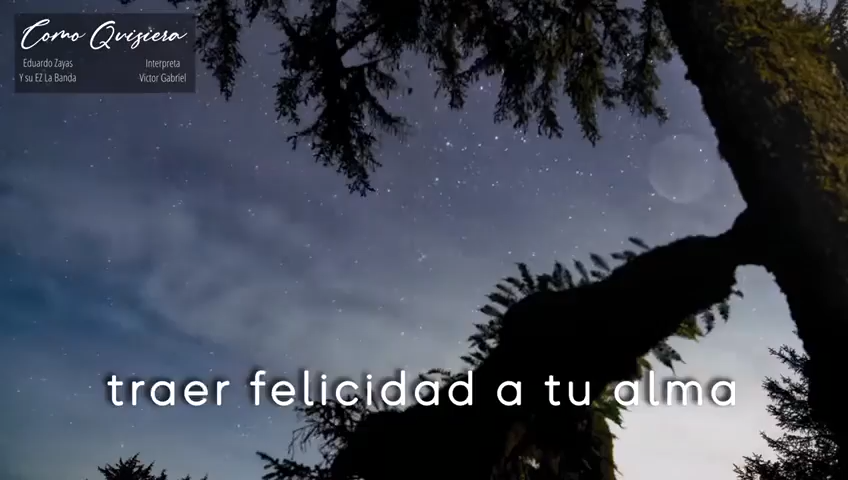 Como Quisiera
Eduardo Zayas
Y su EZ La Banda
Interpreta
Victor Gabriel
traer felicidad a tu alma